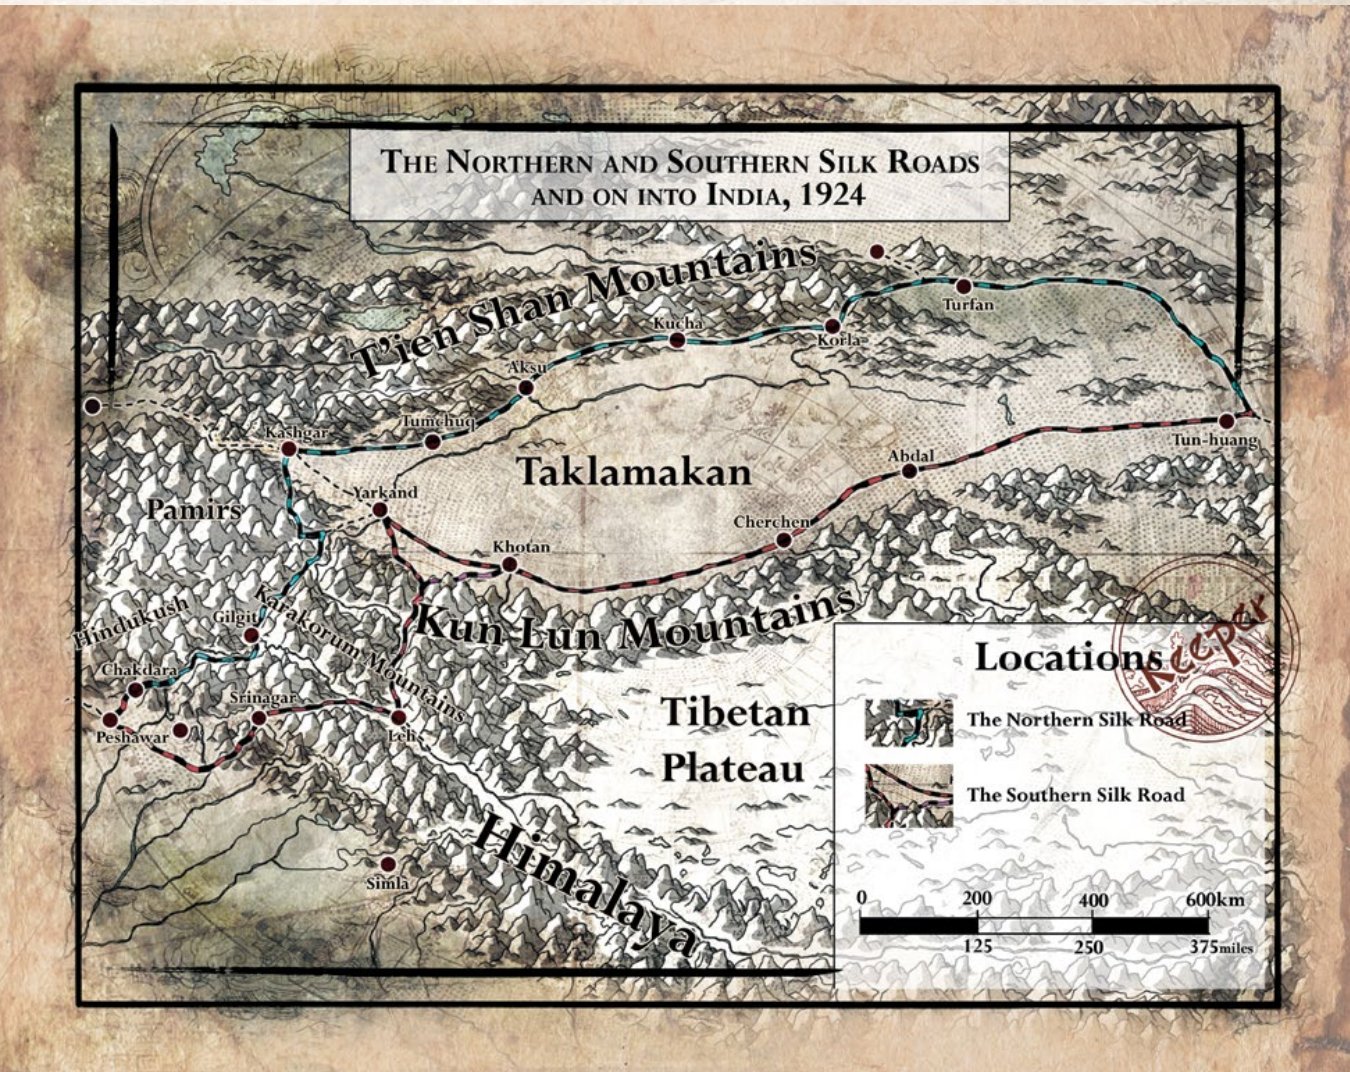 THE NORTHERN AND SOUTHERN SILK ROADS
AND ON INTO INDIA, 1924
T'ien Shan Mountains
Turfan
Kucha
Korla
Aksu
Tumchuq
Kashgar
Tun-huang
Abdal
Taklamakan
Yarkand
Pamirs
Cherchen
Khotan
Hindukush
Gilgit
Karakorum Mountains
Kun Lun Mountains
Chakdara
Srinagar
Peshawar
Leh
Tibetan
Plateau
Himalaya
Simla
Keeper
Locations
The Northern Silk Road
The Southern Silk Road
0 200 400 600km
125 250 375miles